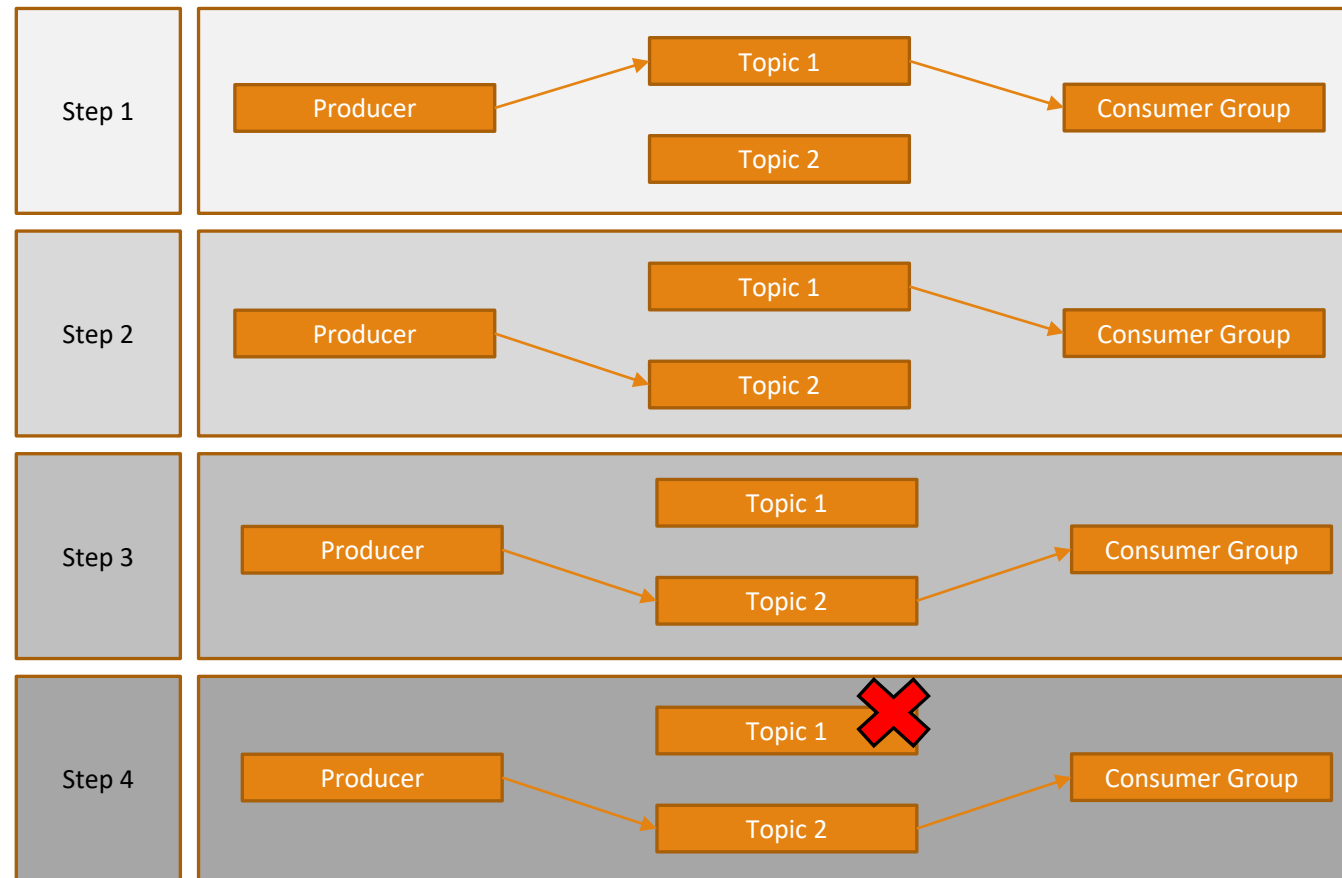 Step 1
Producer
Topic 1
Topic 2
Consumer Group
Step 2
Producer
Topic 1
Topic 2
Consumer Group
Step 3
Producer
Topic 1
Topic 2
Consumer Group
Step 4
Producer
Topic 1
Topic 2
Consumer Group